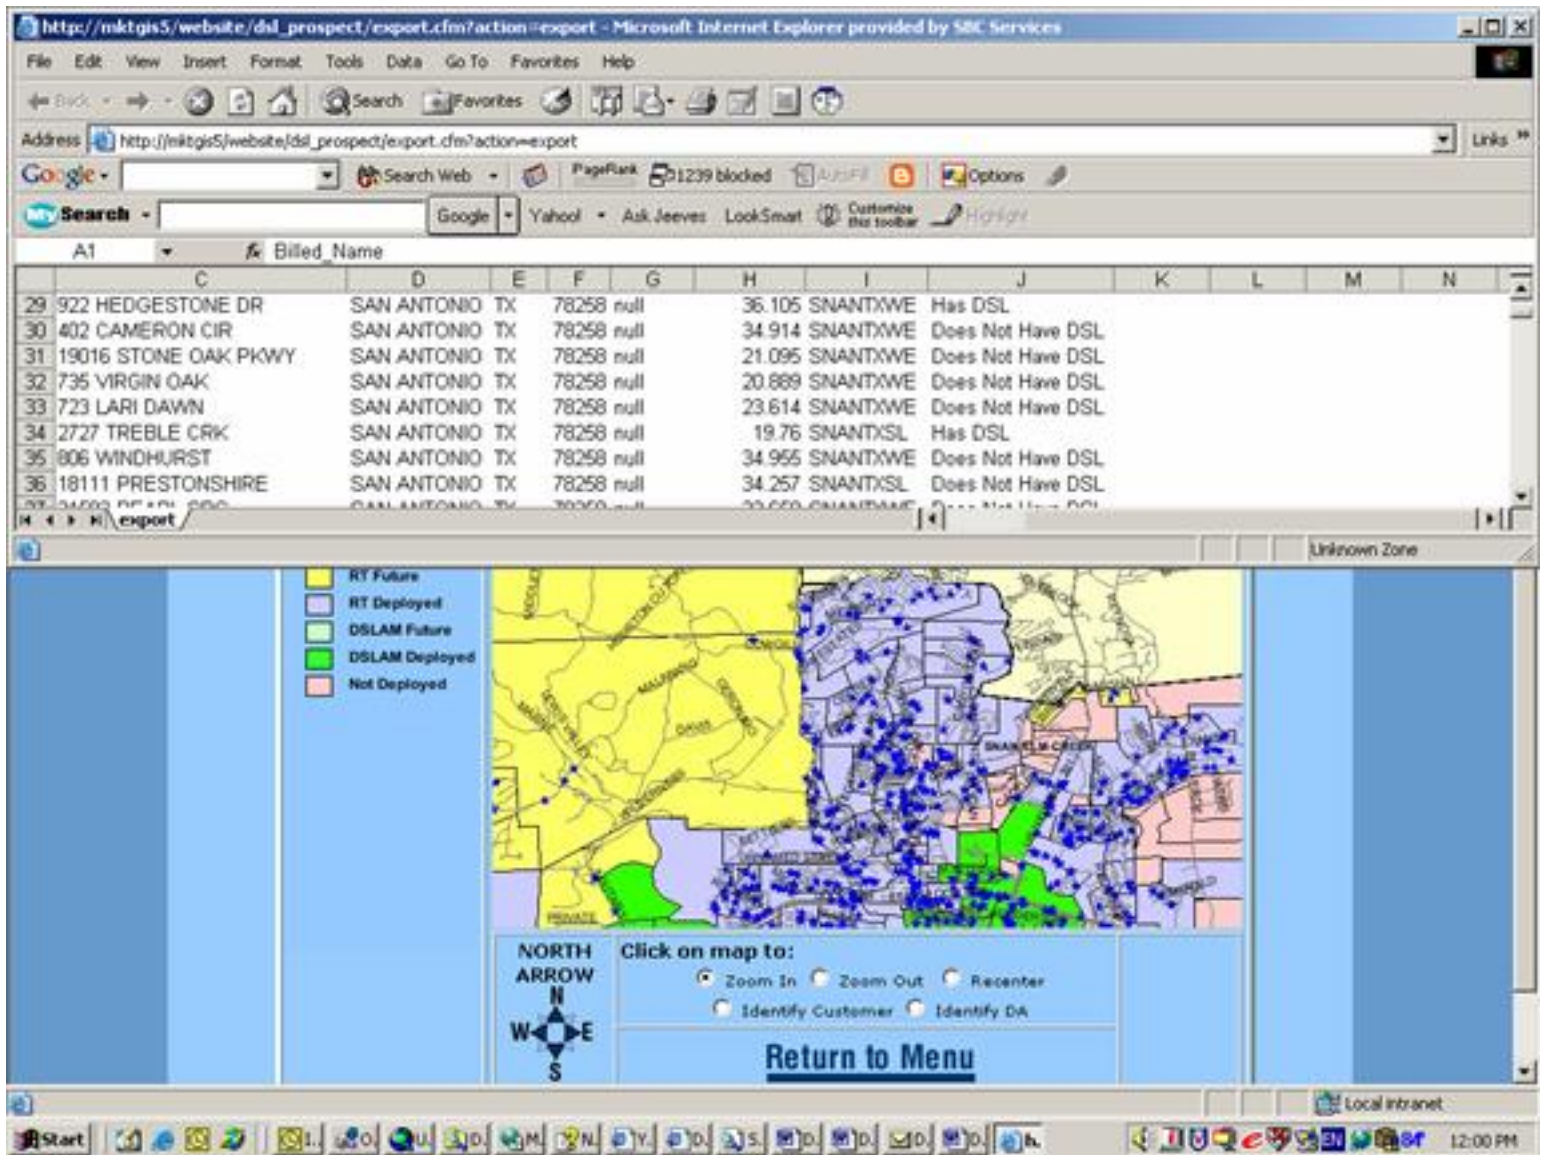 http://mktgis5/website/dsl_prospect/export.cfm?action=export - Microsoft Internet Explorer provided by SBC Services
File Edit View Insert Format Tools Data Go To Favorites Help
Back Search Favorites
Address http://mktgis5/website/dsl_prospect/export.cfm?action=export Links »
Google Search Web PageRank 1239 blocked AutoFill Options
My Search Google Yahoo! Ask Jeeves LookSmart Customize this toolbar Highlight
A1 fx Billed_Name
C D E F G H I J K L M N
29 922 HEDGESTONE DR SAN ANTONIO TX 78258 null 36.105 SNANTXWE Has DSL
30 402 CAMERON CIR SAN ANTONIO TX 78258 null 34.914 SNANTXWE Does Not Have DSL
31 19016 STONE OAK PKWY SAN ANTONIO TX 78258 null 21.095 SNANTXWE Does Not Have DSL
32 735 VIRGIN OAK SAN ANTONIO TX 78258 null 20.889 SNANTXWE Does Not Have DSL
33 723 LARI DAWN SAN ANTONIO TX 78258 null 23.614 SNANTXWE Does Not Have DSL
34 2727 TREBLE CRK SAN ANTONIO TX 78258 null 19.76 SNANTXSL Has DSL
35 806 WINDHURST SAN ANTONIO TX 78258 null 34.955 SNANTXWE Does Not Have DSL
36 18111 PRESTONSHIRE SAN ANTONIO TX 78258 null 34.257 SNANTXSL Does Not Have DSL
export
Unknown Zone
RT Future
RT Deployed
DSLAM Future
DSLAM Deployed
Not Deployed
DAVIS
PRIVATE
NORTH ARROW
N
W E
S
Click on map to:
Zoom In Zoom Out Recenter
Identify Customer Identify DA
Return to Menu
Local intranet
Start I.. O. U. D. M. N. Y. D. S. D. D. D. D. h. EN 12:00 PM